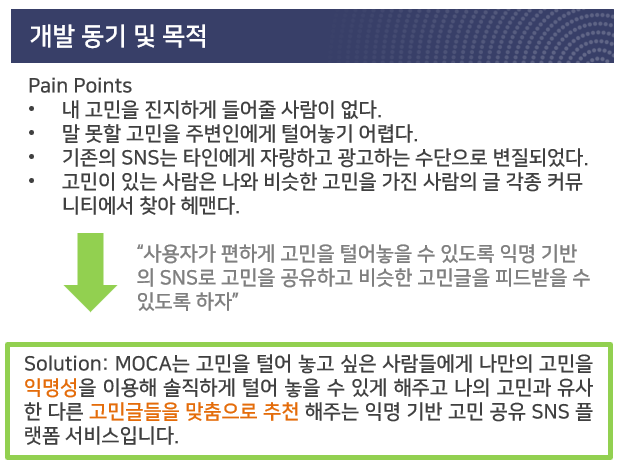 개발 동기 및 목적
Pain Points
• 내 고민을 진지하게 들어줄 사람이 없다.
• 말 못할 고민을 주변인에게 털어놓기 어렵다.
• 기존의 SNS는 타인에게 자랑하고 광고하는 수단으로 변질되었다.
• 고민이 있는 사람은 나와 비슷한 고민을 가진 사람의 글 각종 커뮤
니티에서 찾아 헤맨다.
“사용자가 편하게 고민을 털어놓을 수 있도록 익명 기반
의 SNS로 고민을 공유하고 비슷한 고민글을 피드받을 수
있도록 하자”
Solution: MOCA는 고민을 털어 놓고 싶은 사람들에게 나만의 고민을
익명성을 이용해 솔직하게 털어 놓을 수 있게 해주고 나의 고민과 유사
한 다른 고민글들을 맞춤으로 추천 해주는 익명 기반 고민 공유 SNS 플
랫폼 서비스입니다.